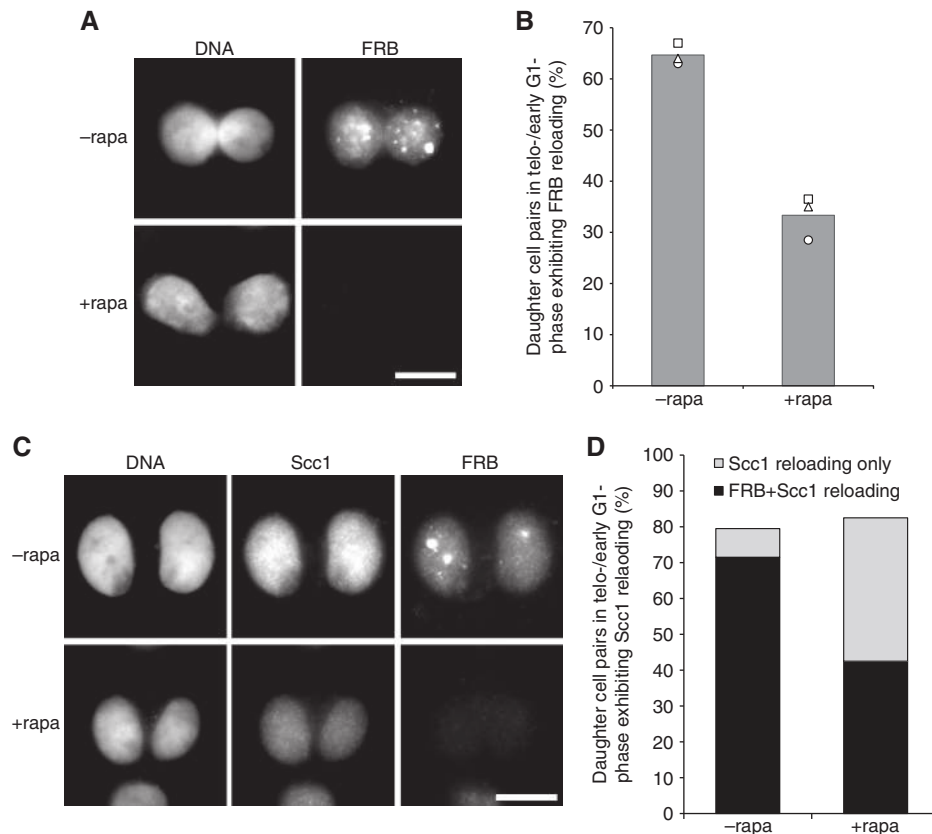 A
DNA
FRB
–rapa
+rapa
B
Daughter cell pairs in telo-/early G1-
phase exhibiting FRB reloading (%)
70
60
50
40
30
20
10
0
–rapa
+rapa
C
DNA
Scc1
FRB
–rapa
+rapa
D
Daughter cell pairs in telo-/early G1-
phase exhibiting Scc1 relaoding (%)
100
90
80
70
60
50
40
30
20
10
0
Scc1 reloading only
FRB+Scc1 reloading
–rapa
+rapa